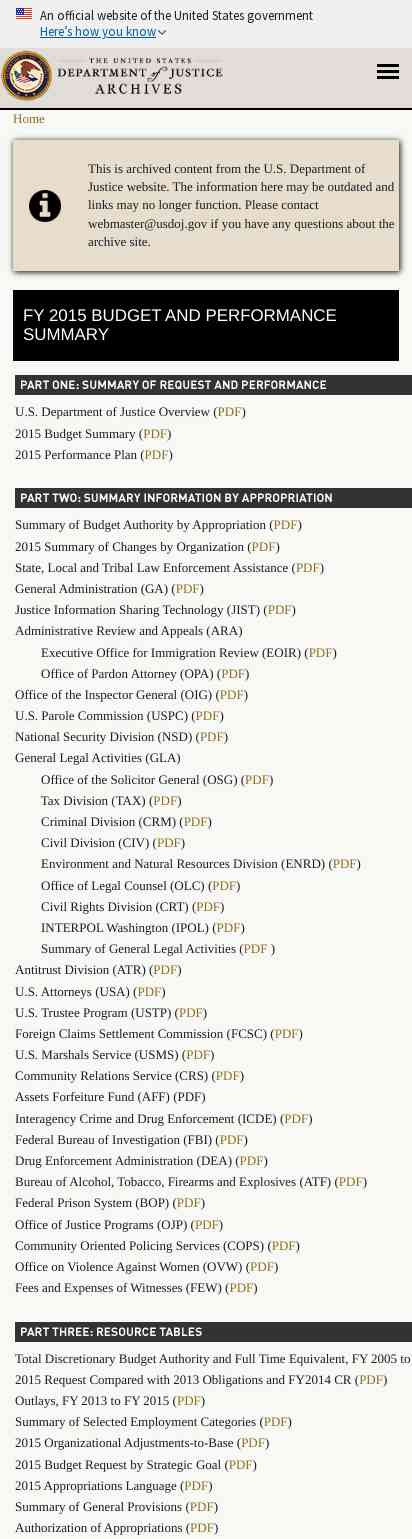 An official website of the United States government
Here's how you know
THE UNITED STATES
DEPARTMENT of JUSTICE
ARCHIVES
Home
This is archived content from the U.S. Department of
Justice website. The information here may be outdated and
links may no longer function. Please contact
webmaster@usdoj.gov if you have any questions about the
archive site.
FY 2015 BUDGET AND PERFORMANCE
SUMMARY
PART ONE: SUMMARY OF REQUEST AND PERFORMANCE
U.S. Department of Justice Overview (PDF)
2015 Budget Summary (PDF)
2015 Performance Plan (PDF)
PART TWO: SUMMARY INFORMATION BY APPROPRIATION
Summary of Budget Authority by Appropriation (PDF)
2015 Summary of Changes by Organization (PDF)
State, Local and Tribal Law Enforcement Assistance (PDF)
General Administration (GA) (PDF)
Justice Information Sharing Technology (JIST) (PDF)
Administrative Review and Appeals (ARA)
Executive Office for Immigration Review (EOIR) (PDF)
Office of Pardon Attorney (OPA) (PDF)
Office of the Inspector General (OIG) (PDF)
U.S. Parole Commission (USPC) (PDF)
National Security Division (NSD) (PDF)
General Legal Activities (GLA)
Office of the Solicitor General (OSG) (PDF)
Tax Division (TAX) (PDF)
Criminal Division (CRM) (PDF)
Civil Division (CIV) (PDF)
Environment and Natural Resources Division (ENRD) (PDF)
Office of Legal Counsel (OLC) (PDF)
Civil Rights Division (CRT) (PDF)
INTERPOL Washington (IPOL) (PDF)
Summary of General Legal Activities (PDF )
Antitrust Division (ATR) (PDF)
U.S. Attorneys (USA) (PDF)
U.S. Trustee Program (USTP) (PDF)
Foreign Claims Settlement Commission (FCSC) (PDF)
U.S. Marshals Service (USMS) (PDF)
Community Relations Service (CRS) (PDF)
Assets Forfeiture Fund (AFF) (PDF)
Interagency Crime and Drug Enforcement (ICDE) (PDF)
Federal Bureau of Investigation (FBI) (PDF)
Drug Enforcement Administration (DEA) (PDF)
Bureau of Alcohol, Tobacco, Firearms and Explosives (ATF) (PDF)
Federal Prison System (BOP) (PDF)
Office of Justice Programs (OJP) (PDF)
Community Oriented Policing Services (COPS) (PDF)
Office on Violence Against Women (OVW) (PDF)
Fees and Expenses of Witnesses (FEW) (PDF)
PART THREE: RESOURCE TABLES
Total Discretionary Budget Authority and Full Time Equivalent, FY 2005 to
2015 Request Compared with 2013 Obligations and FY2014 CR (PDF)
Outlays, FY 2013 to FY 2015 (PDF)
Summary of Selected Employment Categories (PDF)
2015 Organizational Adjustments-to-Base (PDF)
2015 Budget Request by Strategic Goal (PDF)
2015 Appropriations Language (PDF)
Summary of General Provisions (PDF)
Authorization of Appropriations (PDF)